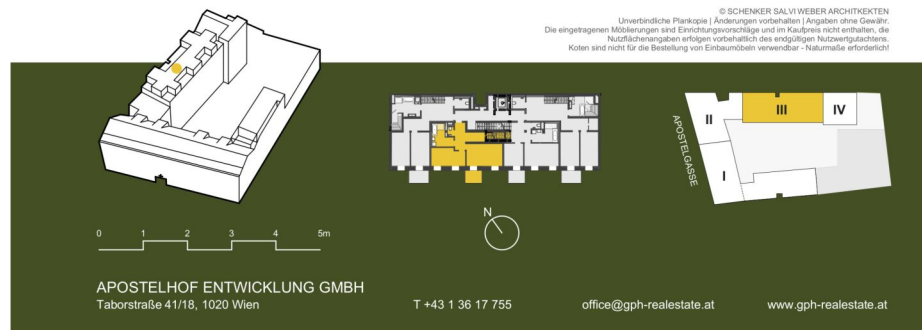 © SCHENKER SALVI WEBER ARCHITKEKTEN
Unverbindliche Plankopie | Änderungen vorbehalten | Angaben ohne Gewähr.
Die eingetragenen Möblierungen sind Einrichtungsvorschläge und im Kaufpreis nicht enthalten, die
Nutzflächenangaben erfolgen vorbehaltlich des endgültigen Nutzwertgutachtens.
Koten sind nicht für die Bestellung von Einbaumöbeln verwendbar - Naturmaße erforderlich!
II
III
IV
APOSTELGASSE
I
N
0 1 2 3 4 5m
APOSTELHOF ENTWICKLUNG GMBH
Taborstraße 41/18, 1020 Wien
T +43 1 36 17 755
office@gph-realestate.at
www.gph-realestate.at